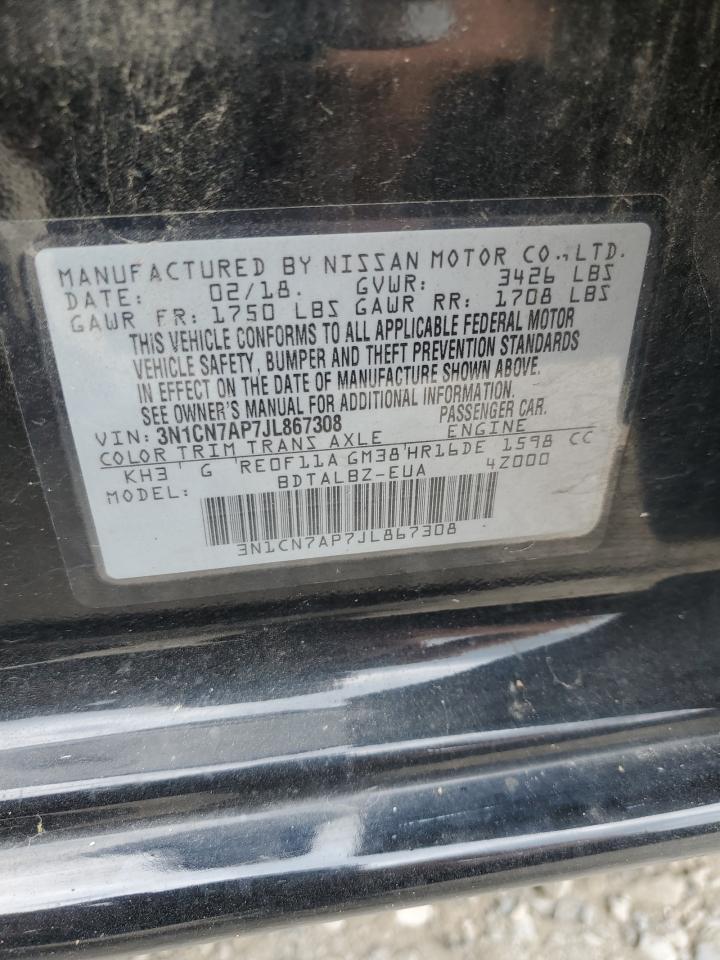 MANUFACTURED BY NISSAN MOTOR CO., LTD.
DATE: 02/18. GVWR: 3426 LBS
GAWR FR: 1750 LBS GAWR RR: 1708 LBS
THIS VEHICLE CONFORMS TO ALL APPLICABLE FEDERAL MOTOR
VEHICLE SAFETY, BUMPER AND THEFT PREVENTION STANDARDS
IN EFFECT ON THE DATE OF MANUFACTURE SHOWN ABOVE.
SEE OWNER'S MANUAL FOR ADDITIONAL INFORMATION.
VIN: 3N1CN7AP7JL867308 PASSENGER CAR.
COLOR TRIM TRANS AXLE ENGINE
KH3 G RE0F11A GM38 HR16DE 1598 CC
MODEL: BDTALBZ-EUA 4Z000
3N1CN7AP7JL867308